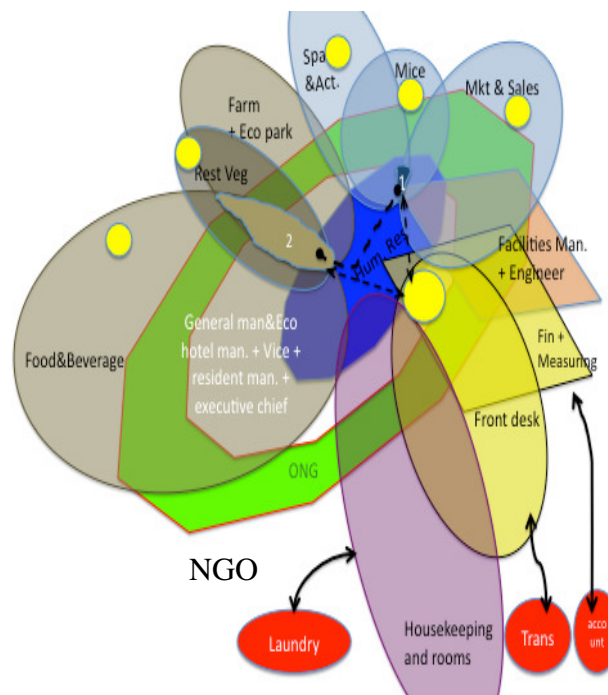 Spa
&Act.
Mice
Mkt & Sales
Farm
+ Eco park
Rest Veg
1
2
Hum. Res
Facilities Man.
+ Engineer
Fin +
Measuring
General man&Eco
hotel man. + Vice +
resident man. +
executive chief
Food&Beverage
Front desk
ONG
NGO
Laundry
Housekeeping
and rooms
Trans
acco
unt